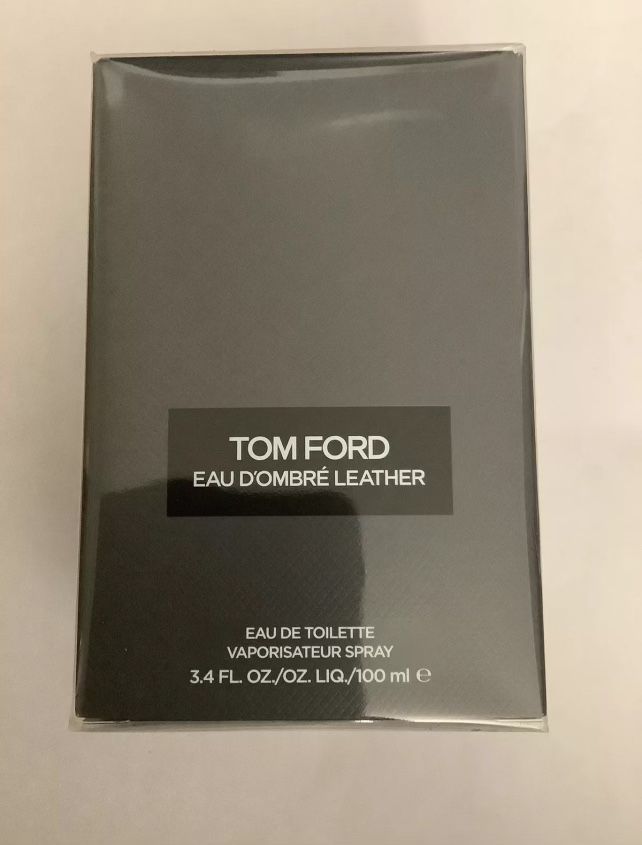 TOM FORD
EAU D'OMBRÉ LEATHER
EAU DE TOILETTE
VAPORISATEUR SPRAY
3.4 FL. OZ./OZ. LIQ./100 ml ℮